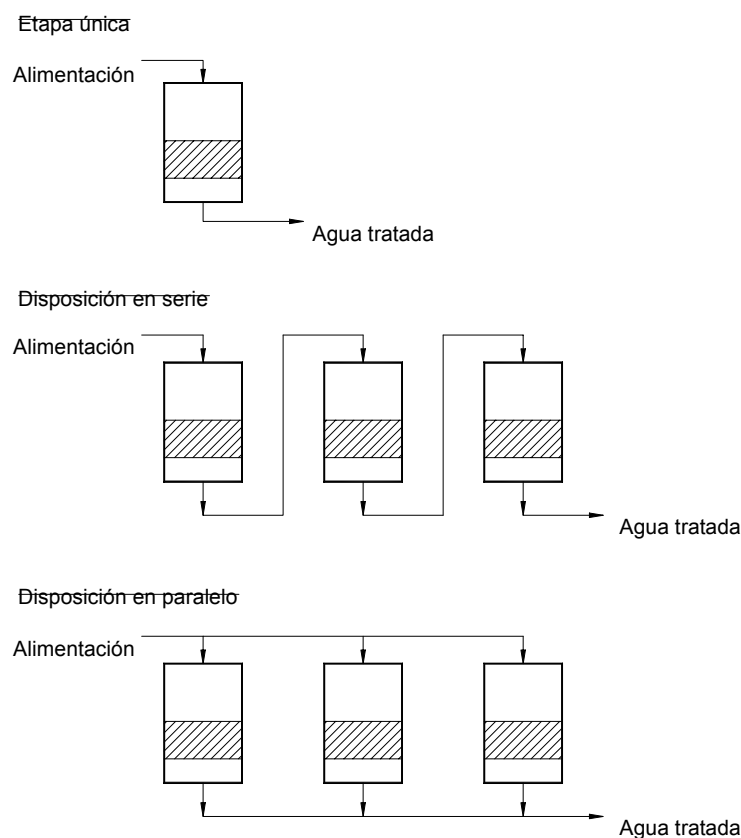 Etapa única
Alimentación
Agua tratada
Disposición en serie
Alimentación
Agua tratada
Disposición en paralelo
Alimentación
Agua tratada